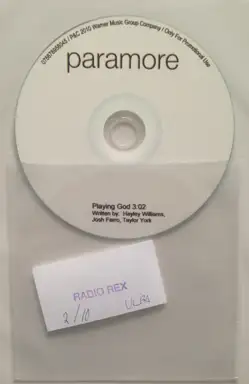 / P&C 2010 Warner Music Group Company / Only For Promotional Use
paramore
Playing God 3:02
Written by: Hayley Williams,
Josh Farro, Taylor York
RADIO REX
2/10